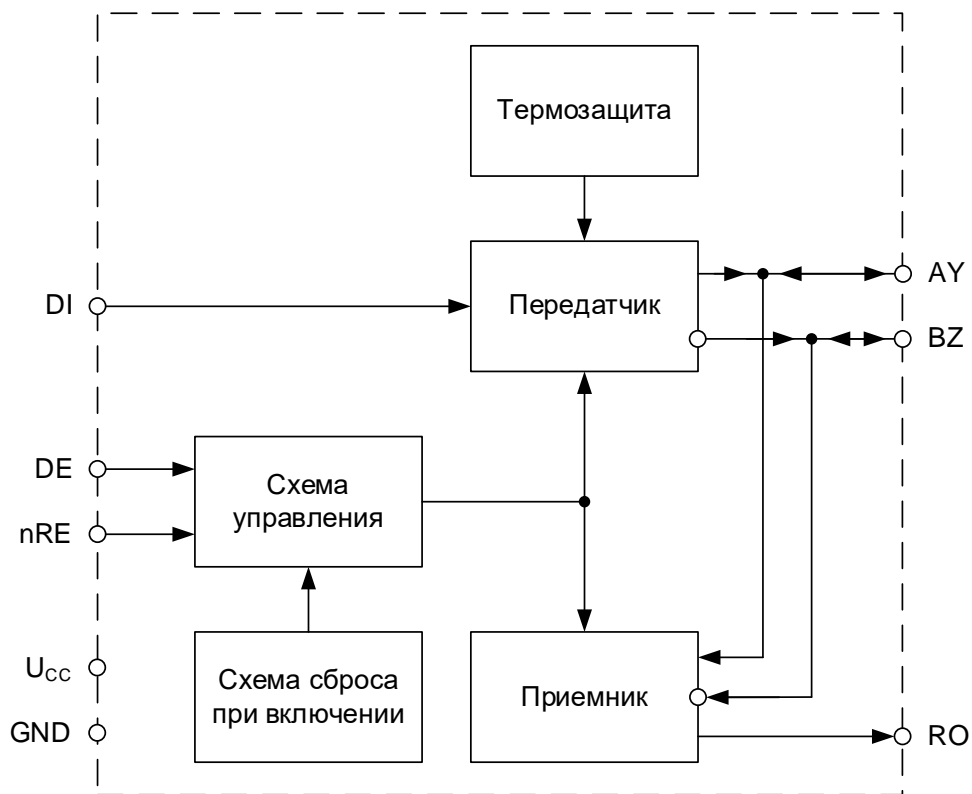 Термозащита
Передатчик
AY
DI
BZ
DE
Схема
управления
nRE
UCC
Схема сброса
при включении
GND
Приемник
RO